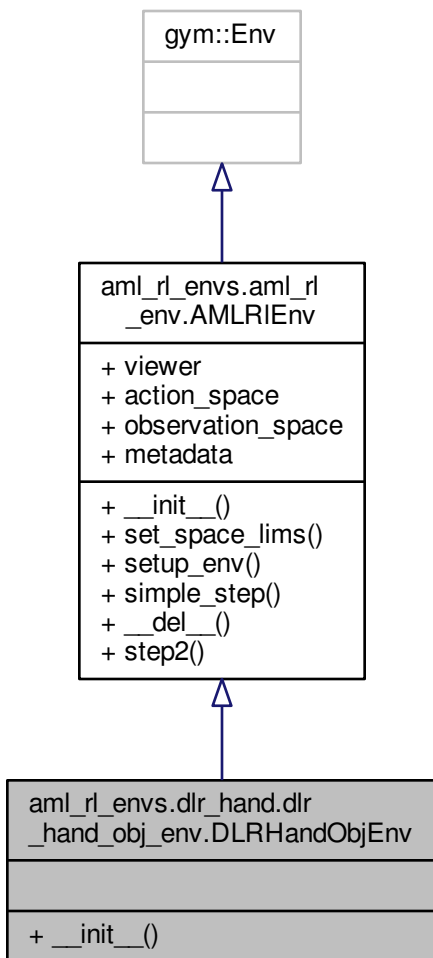 gym::Env
aml_rl_envs.aml_rl
_env.AMLRlEnv
+ viewer
+ action_space
+ observation_space
+ metadata
+ __init__()
+ set_space_lims()
+ setup_env()
+ simple_step()
+ __del__()
+ step2()
aml_rl_envs.dlr_hand.dlr
_hand_obj_env.DLRHandObjEnv
+ __init__()